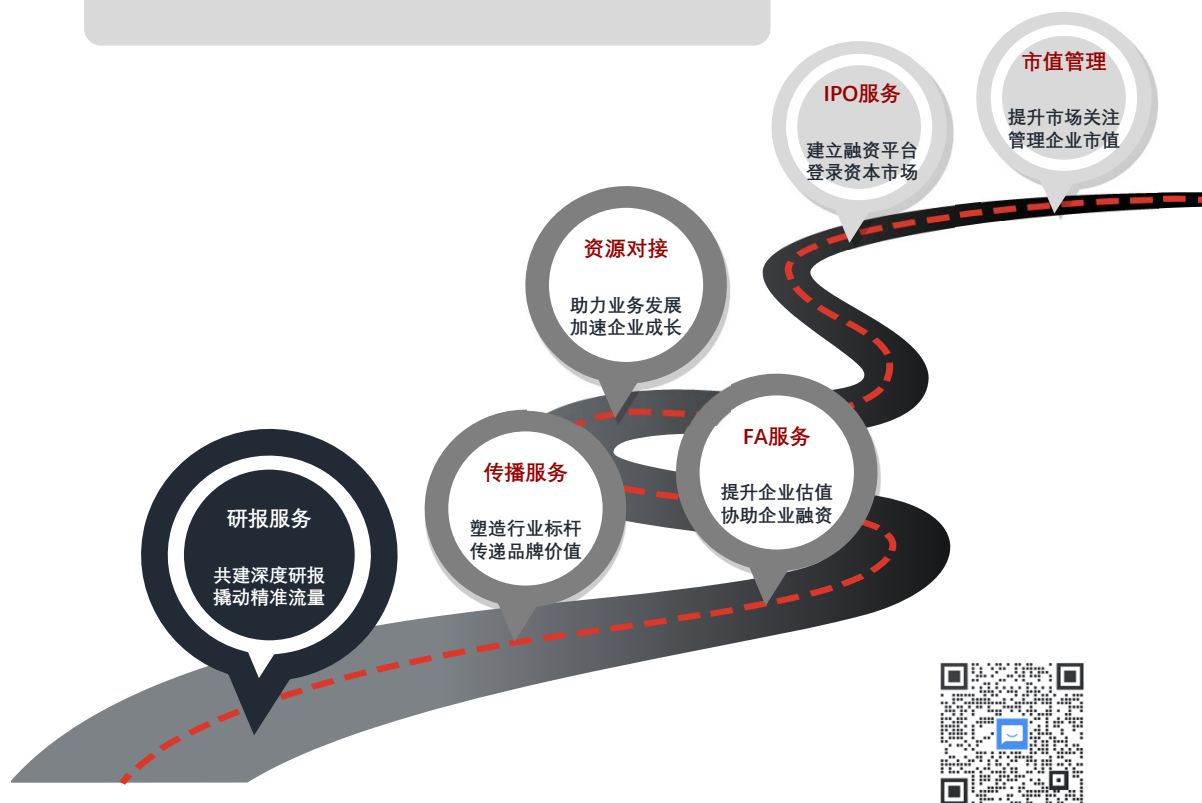 市值管理
提升市场关注
管理企业市值
IPO服务
建立融资平台
登录资本市场
资源对接
助力业务发展
加速企业成长
FA服务
提升企业估值
协助企业融资
传播服务
塑造行业标杆
传递品牌价值
研报服务
共建深度研报
撬动精准流量